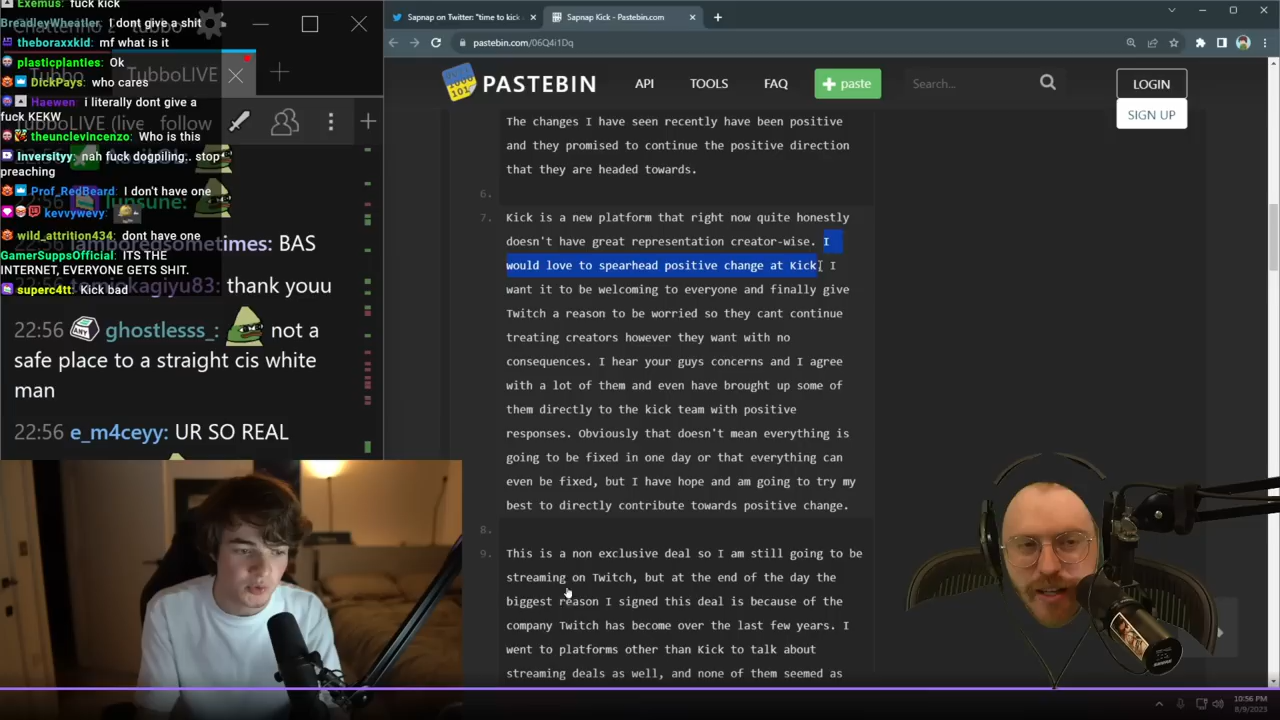 Exemus: fuck kick
BreadleyWheatler: I dont give a shit
theboraxxkld: mf what is it
plasticplantles: Ok
DickPays: who cares
Haewen: i literally dont give a
fuck KEKW
theunclevincenzo: Who is this
Inversityy: nah fuck dogpiling.. stop
preaching
Prof_RedBeard: I don't have one
kevvywevy:
wild_attrition434: dont have one
GamerSuppsOfficial: ITS THE
INTERNET, EVERYONE GETS SHIT.
superc4tt: Kick bad
TubboLIVE
TubboLIVE (live follow
lamboredsometimes: BAS
thank youu
22:56 ghostlesss_: not a
safe place to a straight cis white
man
22:56 e_m4ceyy: UR SO REAL
Sapnap on Twitter: "time to kick
Sapnap Kick - Pastebin.com
pastebin.com/06Q4i1Dq
PASTEBIN
API
TOOLS
FAQ
+ paste
Search...
LOGIN
SIGN UP
The changes I have seen recently have been positive
and they promised to continue the positive direction
that they are headed towards.
6.
7. Kick is a new platform that right now quite honestly
doesn't have great representation creator-wise. I
would love to spearhead positive change at Kick. I
want it to be welcoming to everyone and finally give
Twitch a reason to be worried so they cant continue
treating creators however they want with no
consequences. I hear your guys concerns and I agree
with a lot of them and even have brought up some of
them directly to the kick team with positive
responses. Obviously that doesn't mean everything is
going to be fixed in one day or that everything can
even be fixed, but I have hope and am going to try my
best to directly contribute towards positive change.
8.
9. This is a non exclusive deal so I am still going to be
streaming on Twitch, but at the end of the day the
biggest reason I signed this deal is because of the
company Twitch has become over the last few years. I
went to platforms other than Kick to talk about
streaming deals as well, and none of them seemed as
10:56 PM
8/9/2023